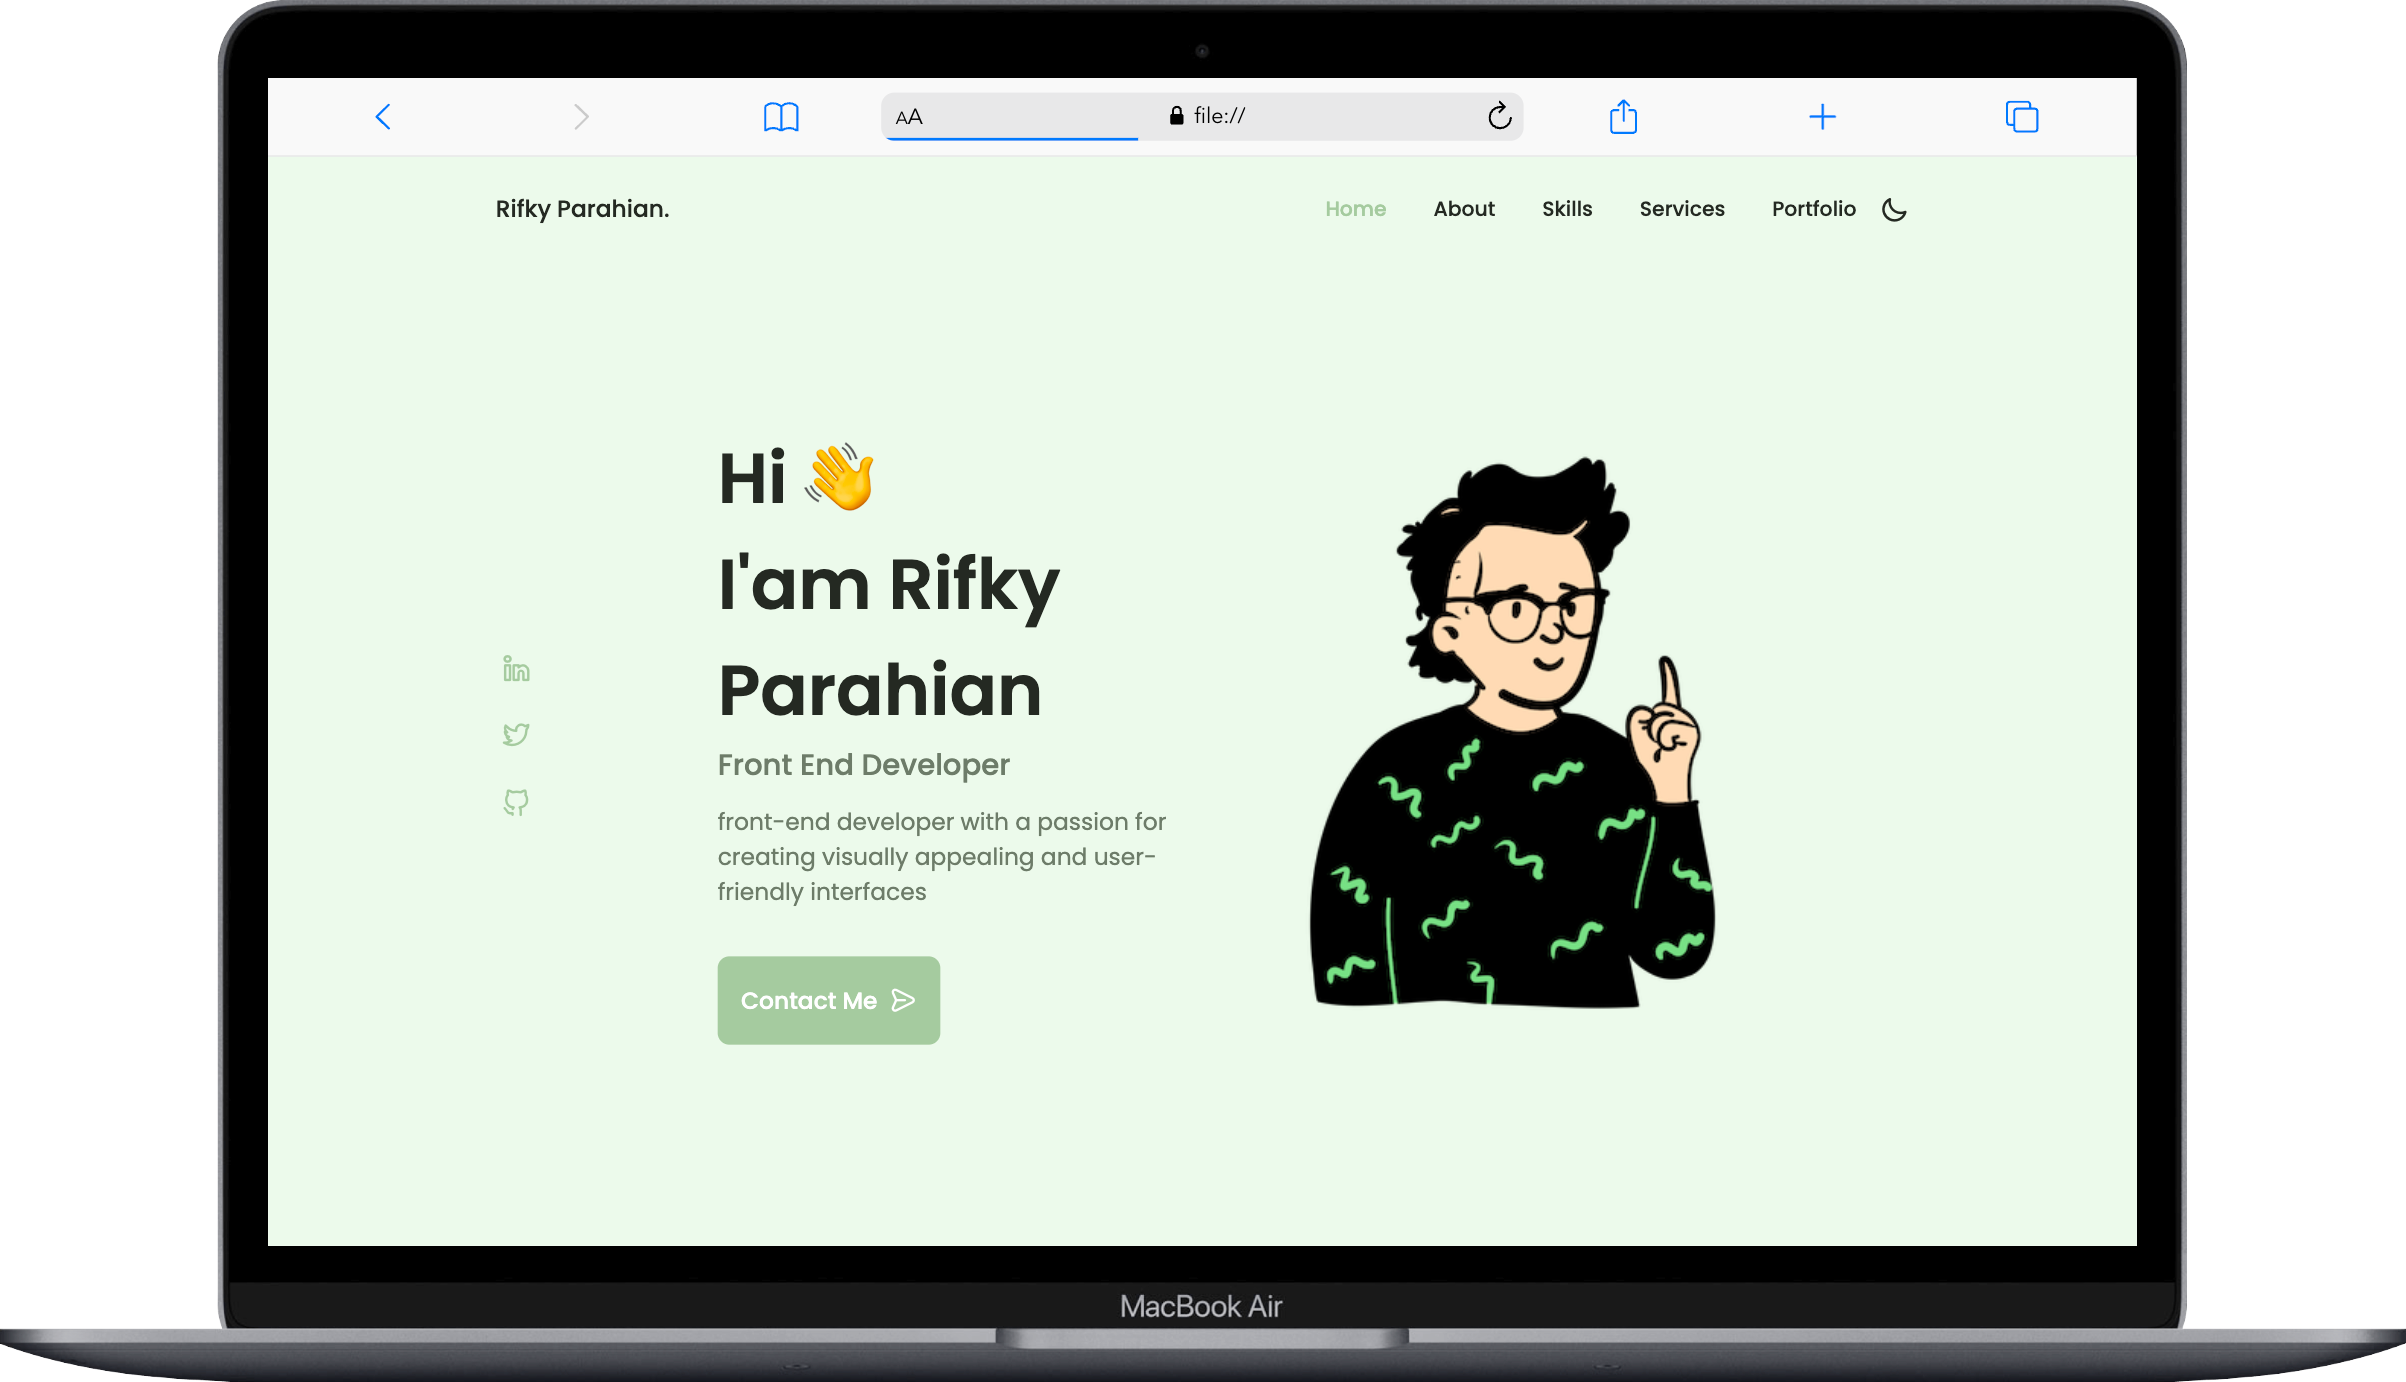 AA file://
Rifky Parahian. Home About Skills Services Portfolio
Hi 👋
I'am Rifky
Parahian
Front End Developer
front-end developer with a passion for
creating visually appealing and user-
friendly interfaces
Contact Me
MacBook Air